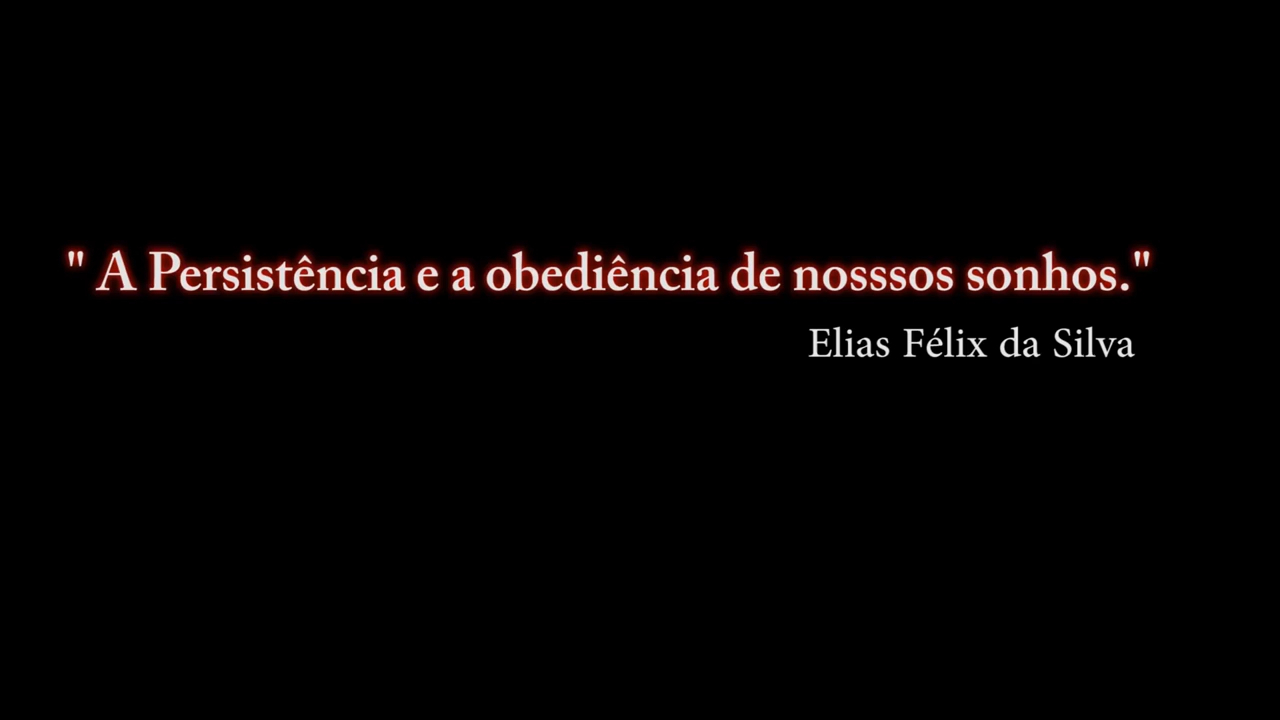 " A Persistência e a obediência de nosssos sonhos."
Elias Félix da Silva